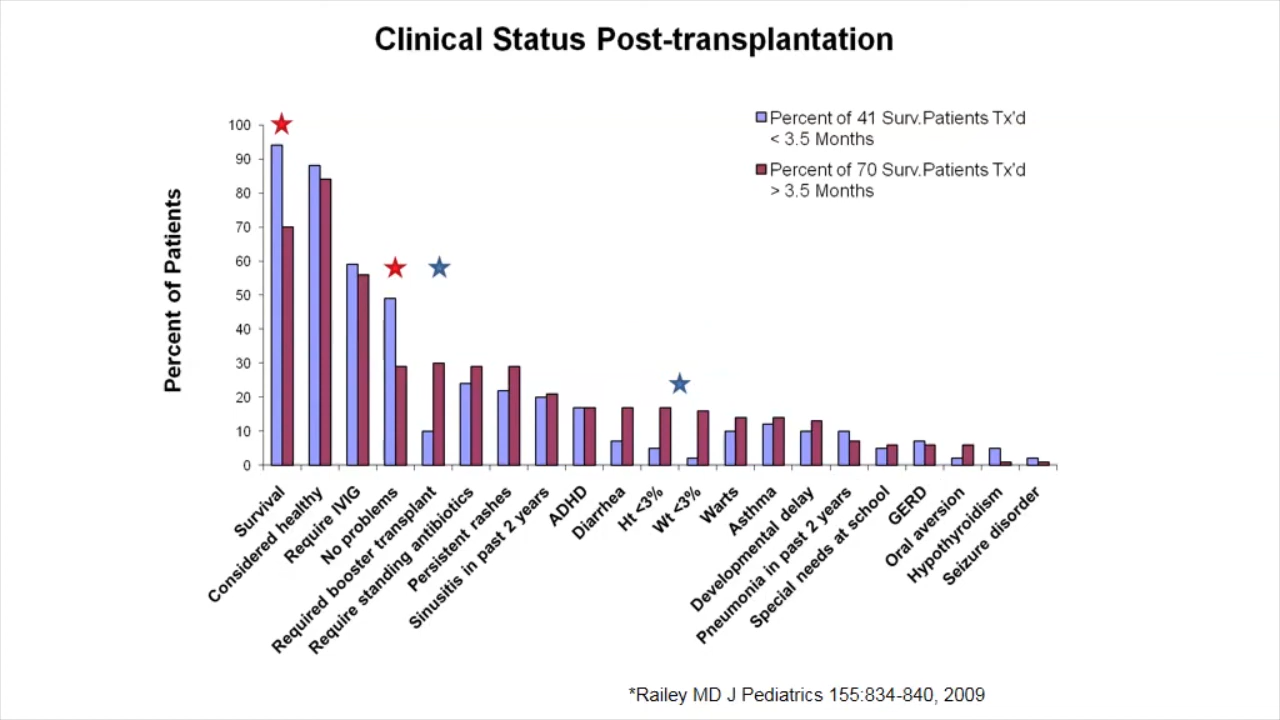 Clinical Status Post-transplantation
Percent of 41 Surv.Patients Tx'd
< 3.5 Months
Percent of 70 Surv.Patients Tx'd
> 3.5 Months
Percent of Patients
100
90
80
70
60
50
40
30
20
10
0
Survival
Considered healthy
Require IVIG
No problems
Required booster transplant
Require standing antibiotics
Persistent rashes
Sinusitis in past 2 years
ADHD
Diarrhea
Ht <3%
Wt <3%
Warts
Asthma
Developmental delay
Pneumonia in past 2 years
Special needs at school
GERD
Oral aversion
Hypothyroidism
Seizure disorder
*Railey MD J Pediatrics 155:834-840, 2009